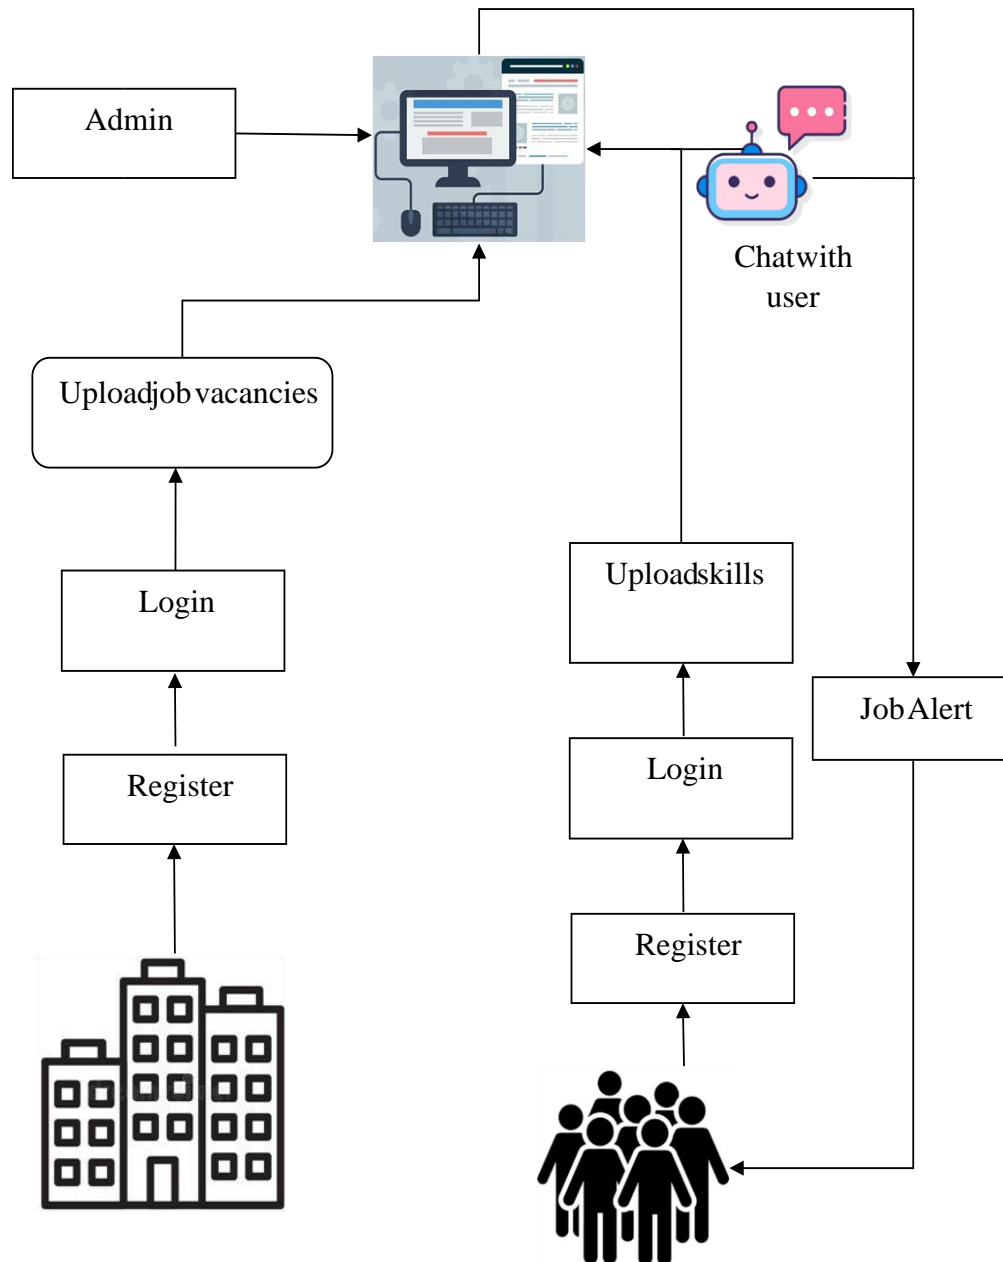 Admin
Chatwith
user
Uploadjob vacancies
Uploadskills
Login
JobAlert
Login
Register
Register